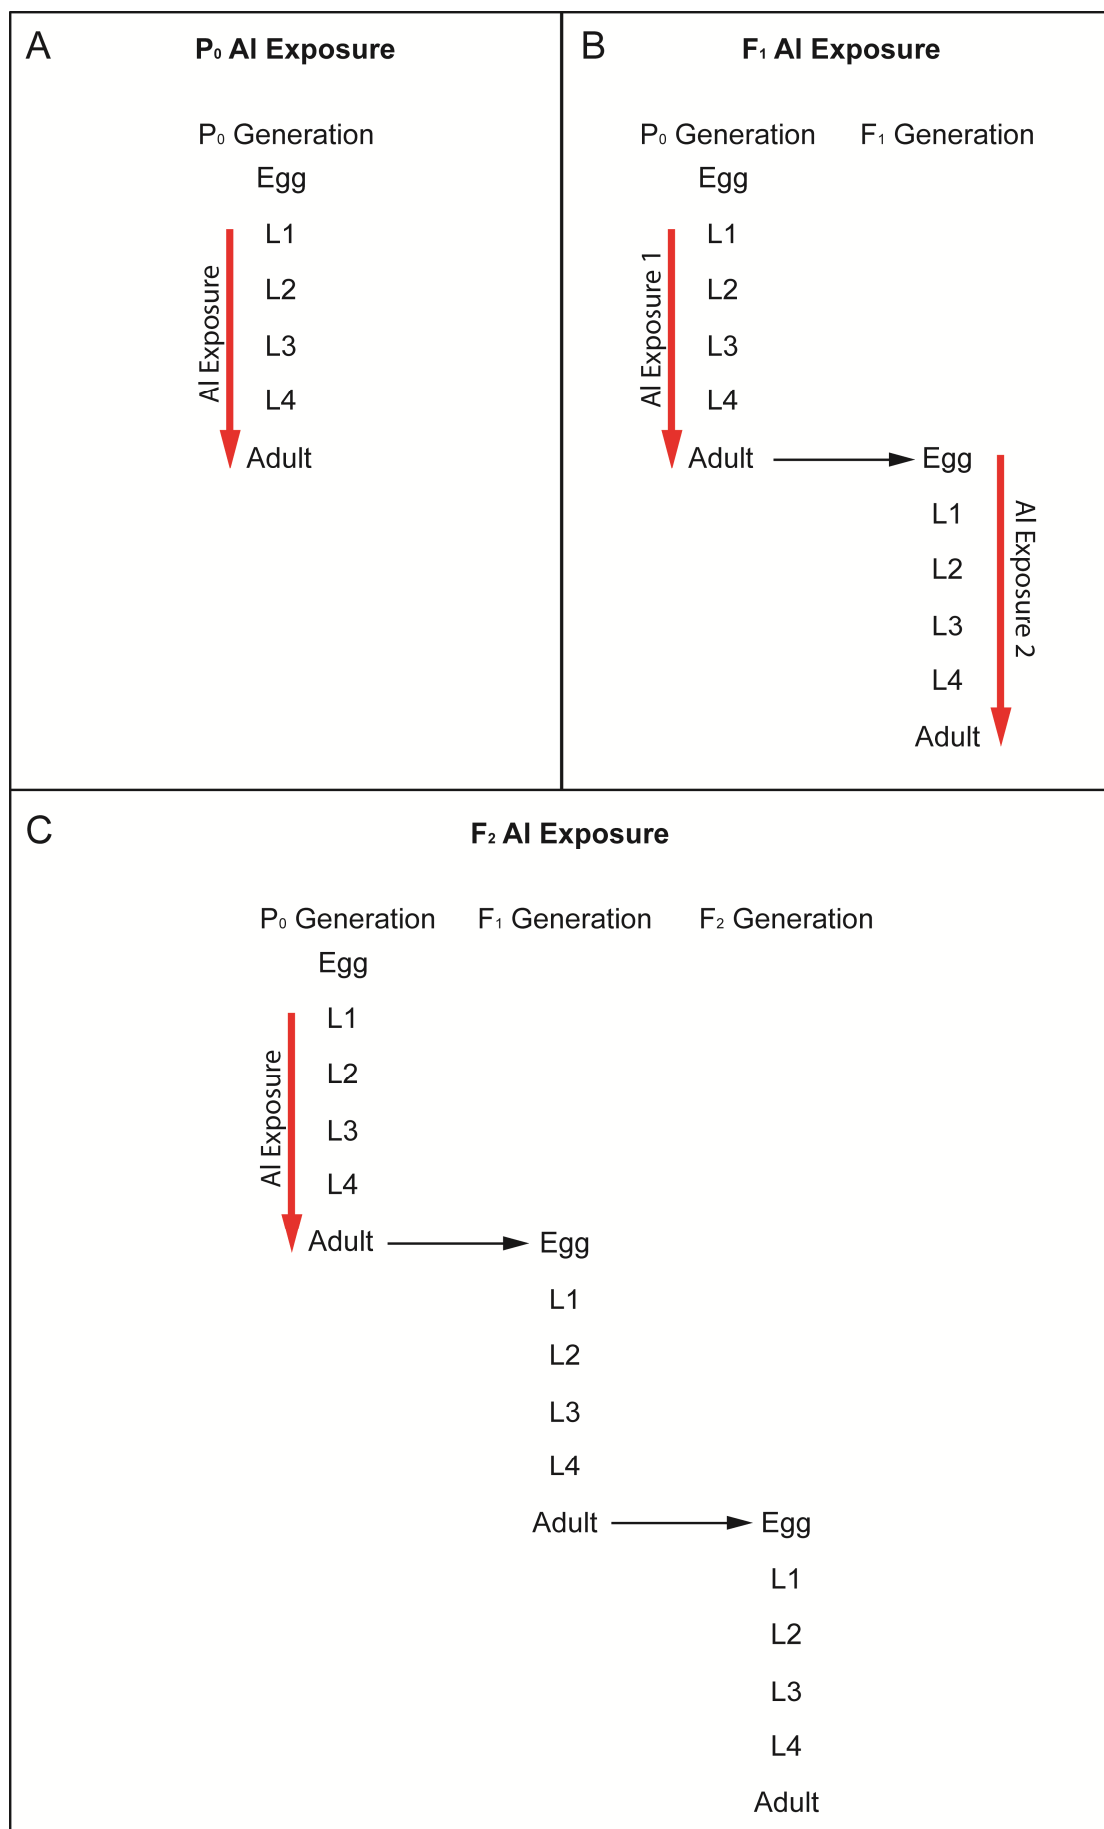 A
P₀ Al Exposure
P₀ Generation
Egg
L1
L2
L3
L4
Adult
Al Exposure
B
F₁ Al Exposure
P₀ Generation
F₁ Generation
Egg
L1
L2
L3
L4
Adult
Al Exposure 1
Egg
L1
L2
L3
L4
Adult
Al Exposure 2
C
F₂ Al Exposure
P₀ Generation
F₁ Generation
F₂ Generation
Egg
L1
L2
L3
L4
Adult
Al Exposure
Egg
L1
L2
L3
L4
Adult
Egg
L1
L2
L3
L4
Adult